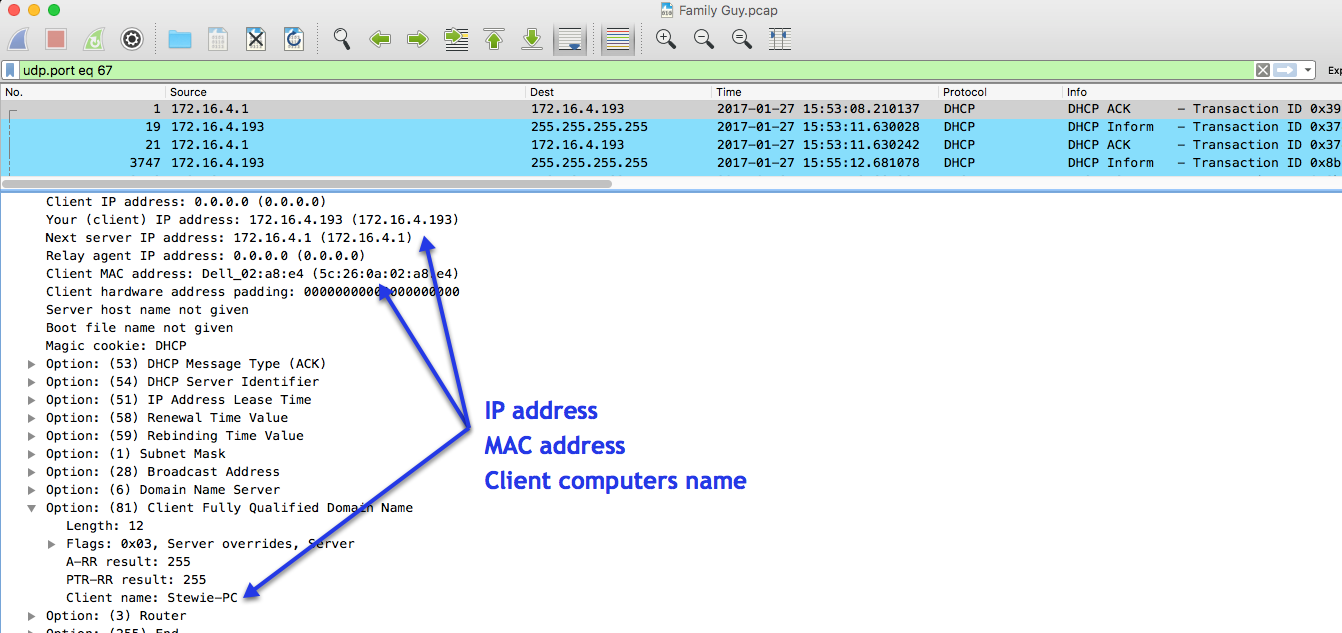 Family Guy.pcap
udp.port eq 67
Exp
No. Source Dest Time Protocol Info
1 172.16.4.1 172.16.4.193 2017-01-27 15:53:08.210137 DHCP DHCP ACK - Transaction ID 0x39
19 172.16.4.193 255.255.255.255 2017-01-27 15:53:11.630028 DHCP DHCP Inform - Transaction ID 0x37
21 172.16.4.1 172.16.4.193 2017-01-27 15:53:11.630242 DHCP DHCP ACK - Transaction ID 0x37
3747 172.16.4.193 255.255.255.255 2017-01-27 15:55:12.681078 DHCP DHCP Inform - Transaction ID 0x8b
Client IP address: 0.0.0.0 (0.0.0.0)
Your (client) IP address: 172.16.4.193 (172.16.4.193)
Next server IP address: 172.16.4.1 (172.16.4.1)
Relay agent IP address: 0.0.0.0 (0.0.0.0)
Client MAC address: Dell_02:a8:e4 (5c:26:0a:02:a8:e4)
Client hardware address padding: 00000000000000000000
Server host name not given
Boot file name not given
Magic cookie: DHCP
Option: (53) DHCP Message Type (ACK)
Option: (54) DHCP Server Identifier
Option: (51) IP Address Lease Time
Option: (58) Renewal Time Value
Option: (59) Rebinding Time Value
Option: (1) Subnet Mask
Option: (28) Broadcast Address
Option: (6) Domain Name Server
Option: (81) Client Fully Qualified Domain Name
Length: 12
Flags: 0x03, Server overrides, Server
A-RR result: 255
PTR-RR result: 255
Client name: Stewie-PC
Option: (3) Router
Option: (255) End
IP address
MAC address
Client computers name